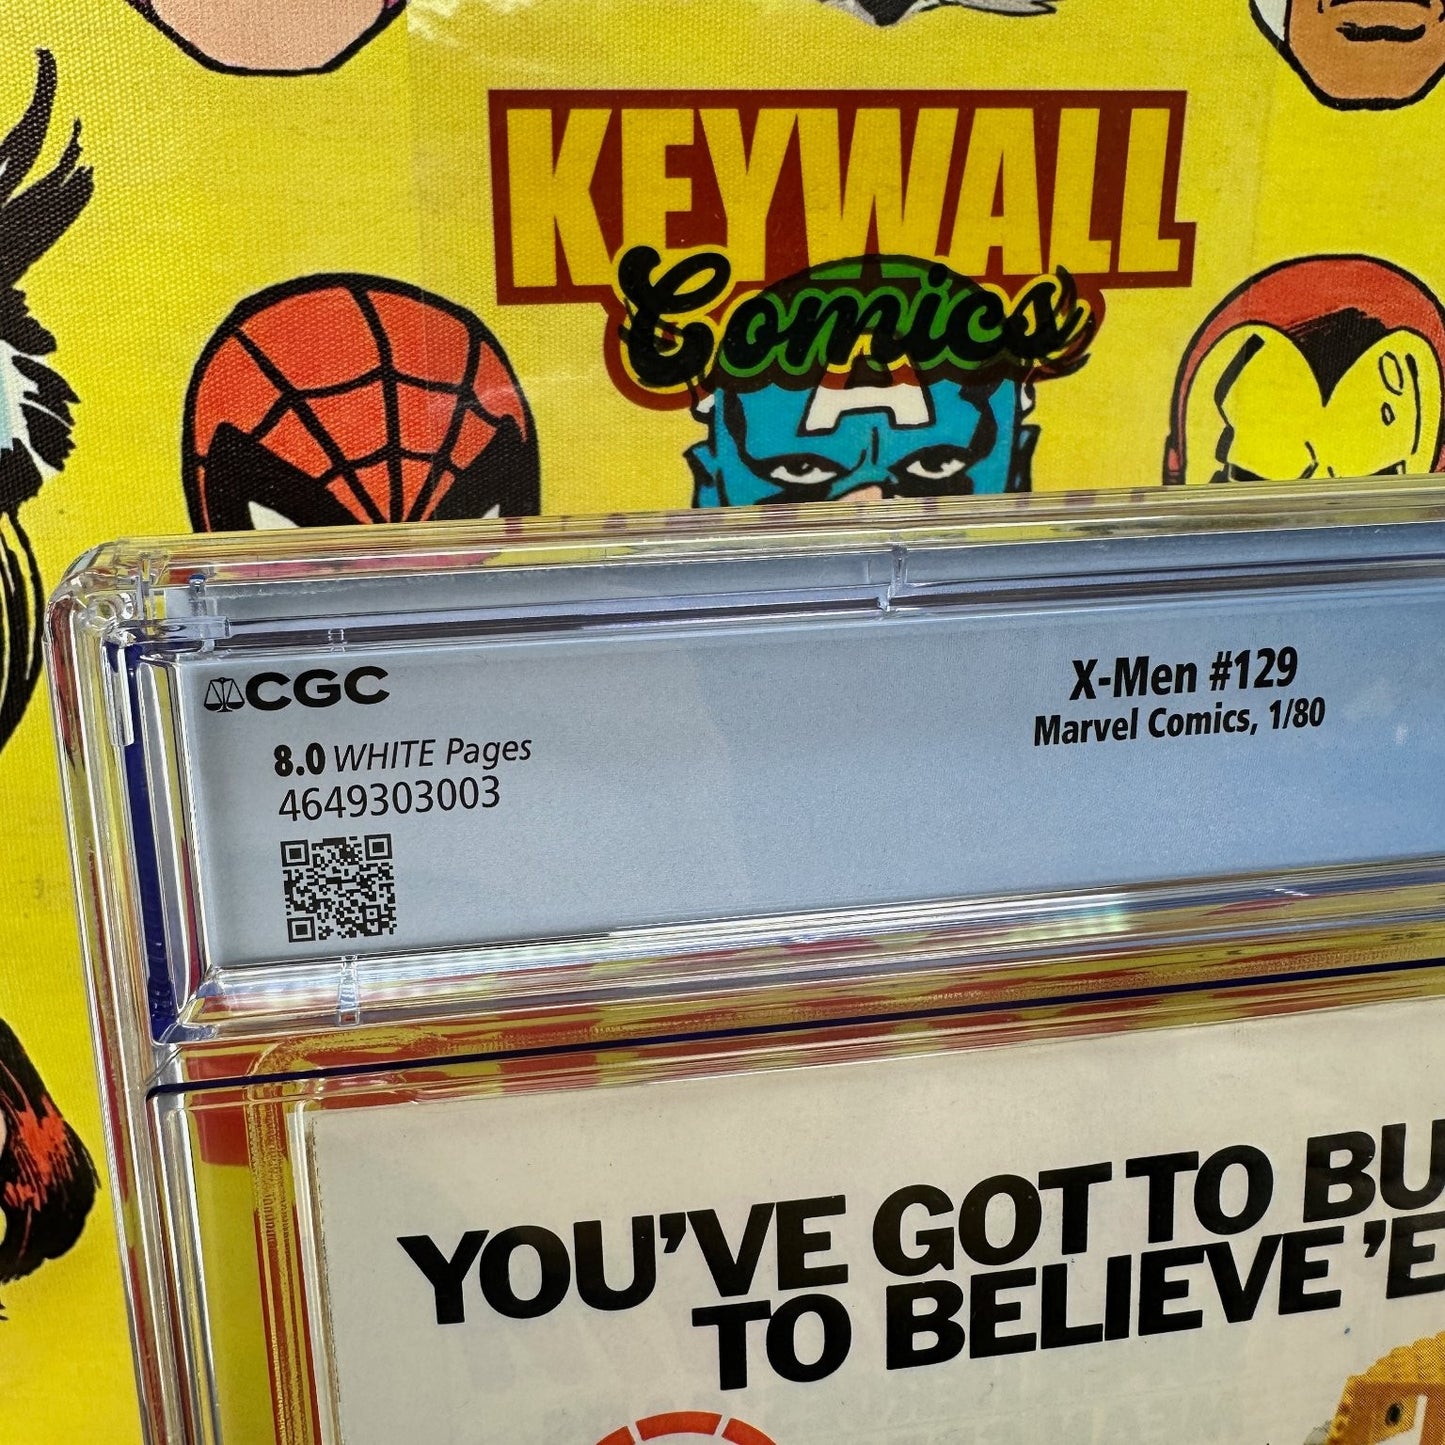 KEYWALL
Comics
A
CGC
X-Men #129
Marvel Comics, 1/80
8.0 WHITE Pages
4649303003
YOU'VE GOT TO BU
TO BELIEVE 'E